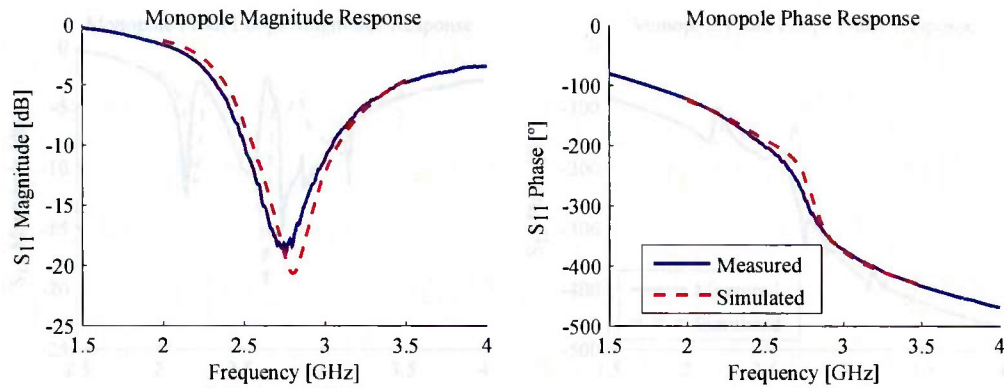 Monopole Magnitude Response
0
-5
-10
-15
-20
-25
S11 Magnitude [dB]
1.5 2 2.5 3 3.5 4
Frequency [GHz]
Monopole Phase Response
0
-100
-200
-300
-400
-500
S11 Phase [°]
Measured
Simulated
1.5 2 2.5 3 3.5 4
Frequency [GHz]